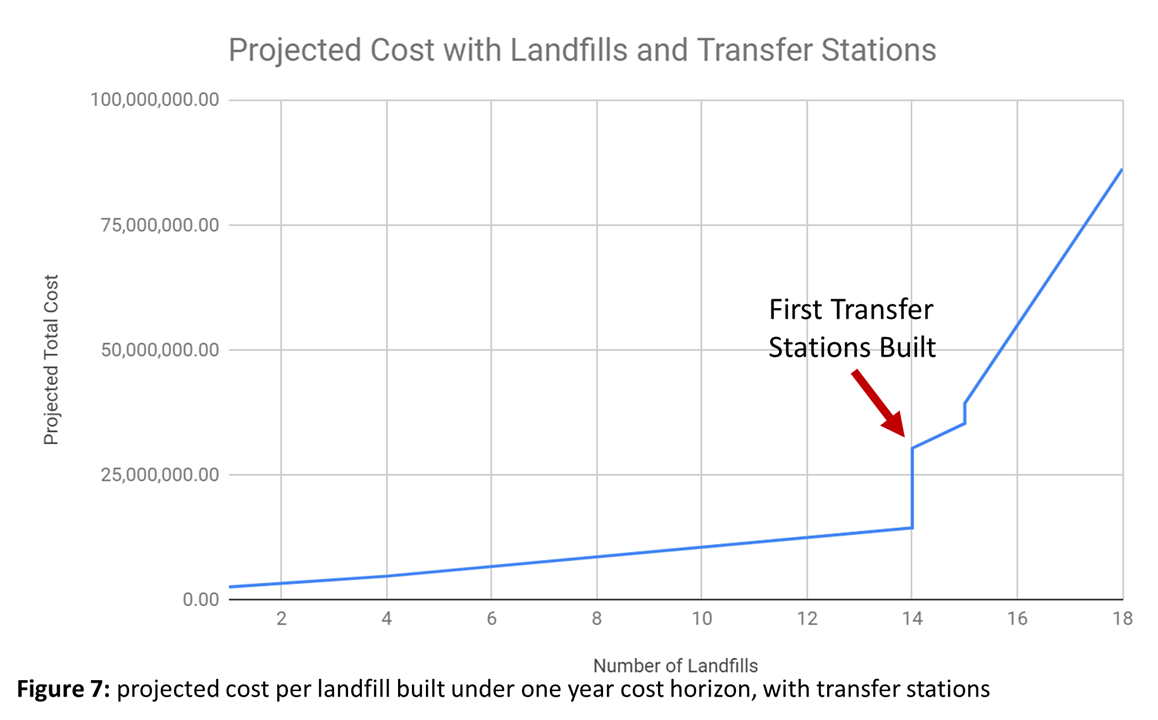 Projected Cost with Landfills and Transfer Stations
100,000,000.00
75,000,000.00
50,000,000.00
25,000,000.00
0.00
Projected Total Cost
First Transfer
Stations Built
2 4 6 8 10 12 14 16 18
Number of Landfills
Figure 7: projected cost per landfill built under one year cost horizon, with transfer stations